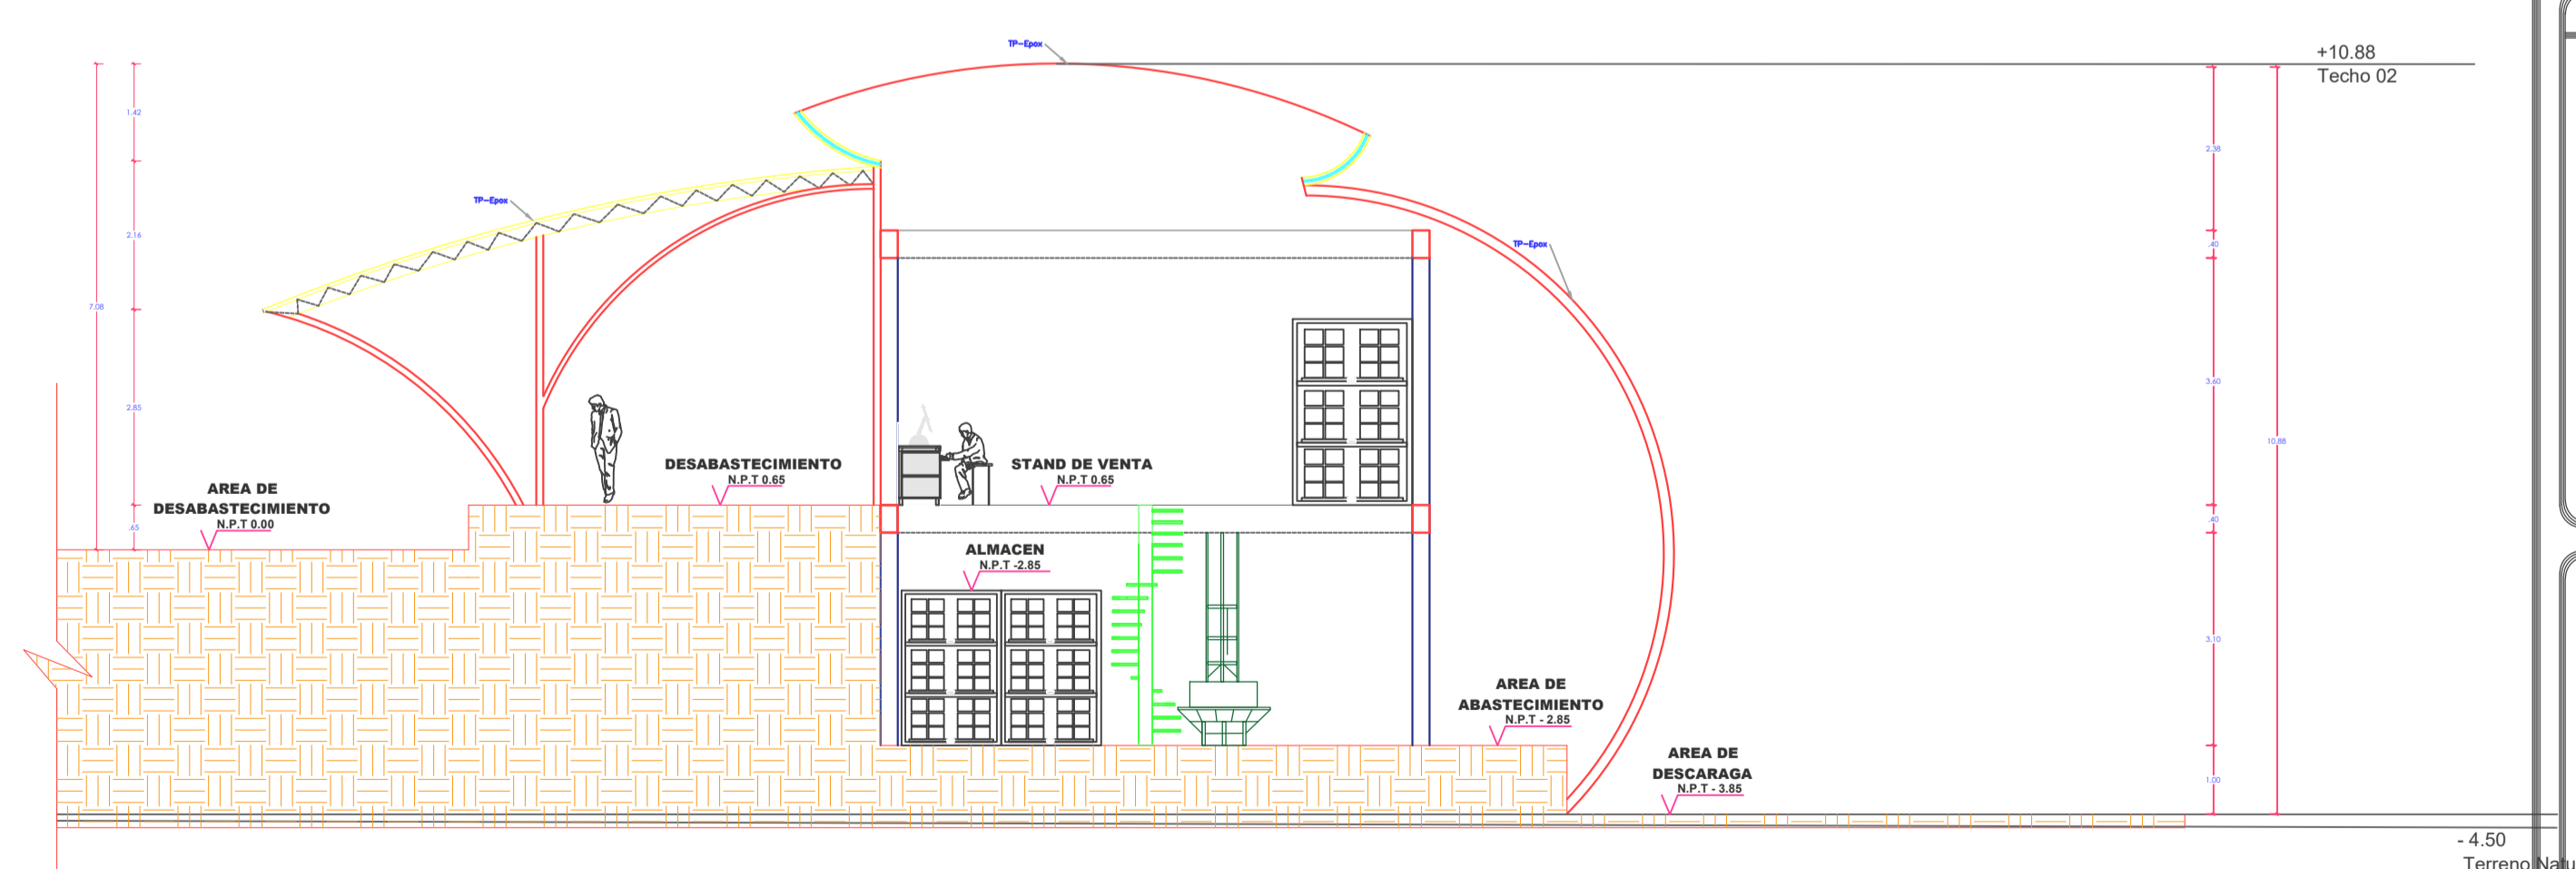 TP-Epox
+10.88
Techo 02
1.42
2.38
TP-Epox
2.16
TP-Epox
.40
7.08
3.60
2.85
10.88
DESABASTECIMIENTO
N.P.T 0.65
STAND DE VENTA
N.P.T 0.65
AREA DE
DESABASTECIMIENTO
N.P.T 0.00
.65
.40
ALMACEN
N.P.T -2.85
3.10
AREA DE
ABASTECIMIENTO
N.P.T - 2.85
AREA DE
DESCARAGA
N.P.T - 3.85
1.00
- 4.50
Terreno Natu